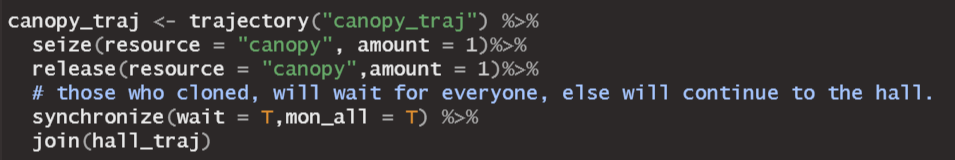 canopy_traj <- trajectory("canopy_traj") %>%
  seize(resource = "canopy", amount = 1)%>%
  release(resource = "canopy",amount = 1)%>%
  # those who cloned, will wait for everyone, else will continue to the hall.
  synchronize(wait = T,mon_all = T) %>%
  join(hall_traj)